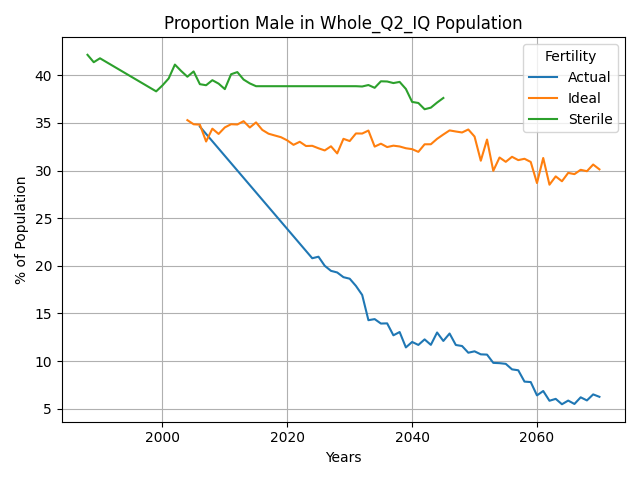 Proportion Male in Whole_Q2_IQ Population
Fertility
Actual
Ideal
Sterile
% of Population
40
35
30
25
20
15
10
5
2000
2020
2040
2060
Years